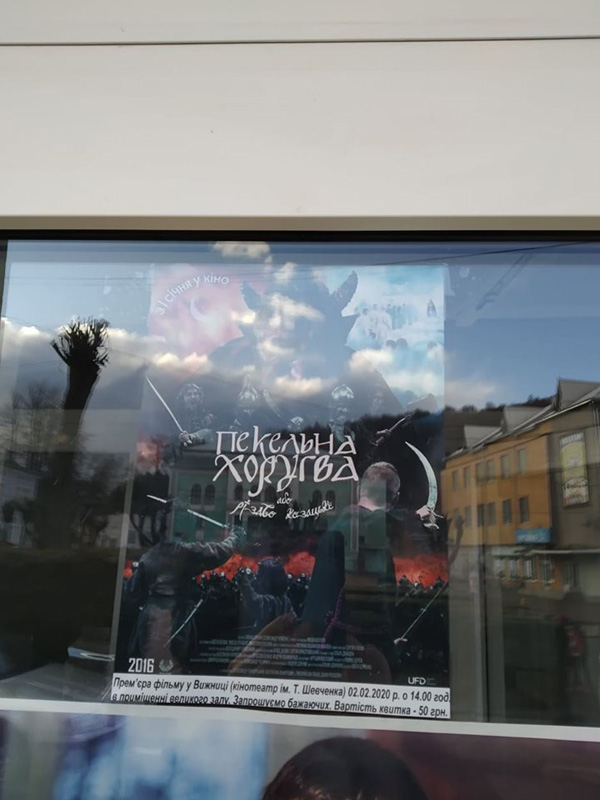 31 січня у кіно
Пекельна
Хоругва
або
Різдво Козацьке
2016
UFD
Прем'єра фільму у Вижниці (кінотеатр ім. Т. Шевченка) 02.02.2020 р. о 14.00 год.
в приміщенні великого залу. Запрошуємо бажаючих. Вартість квитка - 50 грн.